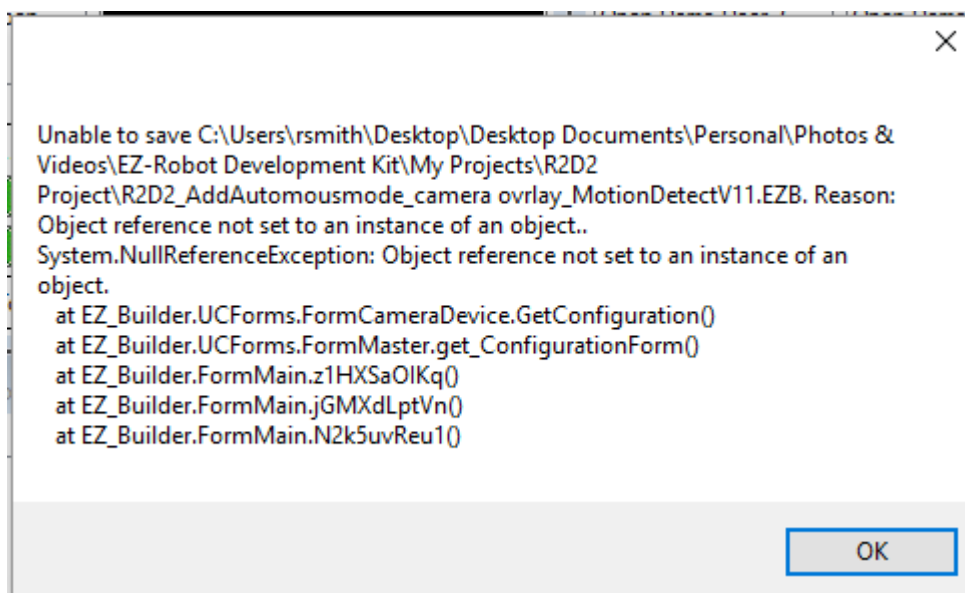 Unable to save C:\Users\rsmith\Desktop\Desktop Documents\Personal\Photos &
Videos\EZ-Robot Development Kit\My Projects\R2D2
Project\R2D2_AddAutomousmode_camera ovrlay_MotionDetectV11.EZB. Reason:
Object reference not set to an instance of an object..
System.NullReferenceException: Object reference not set to an instance of an
object.
at EZ_Builder.UCForms.FormCameraDevice.GetConfiguration()
at EZ_Builder.UCForms.FormMaster.get_ConfigurationForm()
at EZ_Builder.FormMain.z1HXSaOlKq()
at EZ_Builder.FormMain.jGMXdLptVn()
at EZ_Builder.FormMain.N2k5uvReu1()
OK